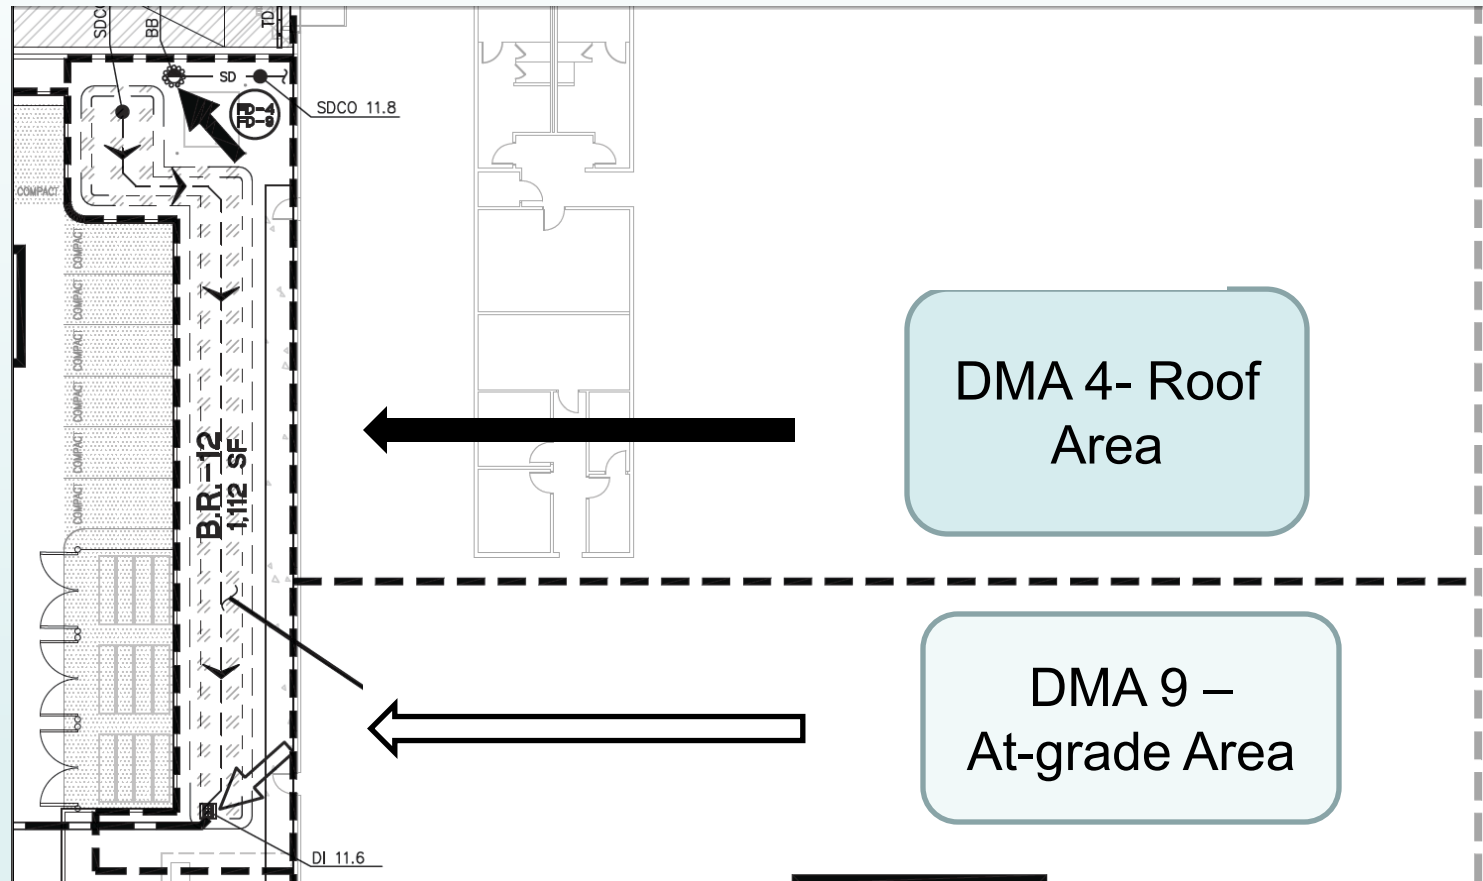 SDCO
BB
TD
SD
SDCO 11.8
FD-4
FD-9
COMPACT
COMPACT
COMPACT
COMPACT
COMPACT
COMPACT
COMPACT
B.R.-12
1,112 SF
DMA 4- Roof
Area
DMA 9 –
At-grade Area
DI 11.6